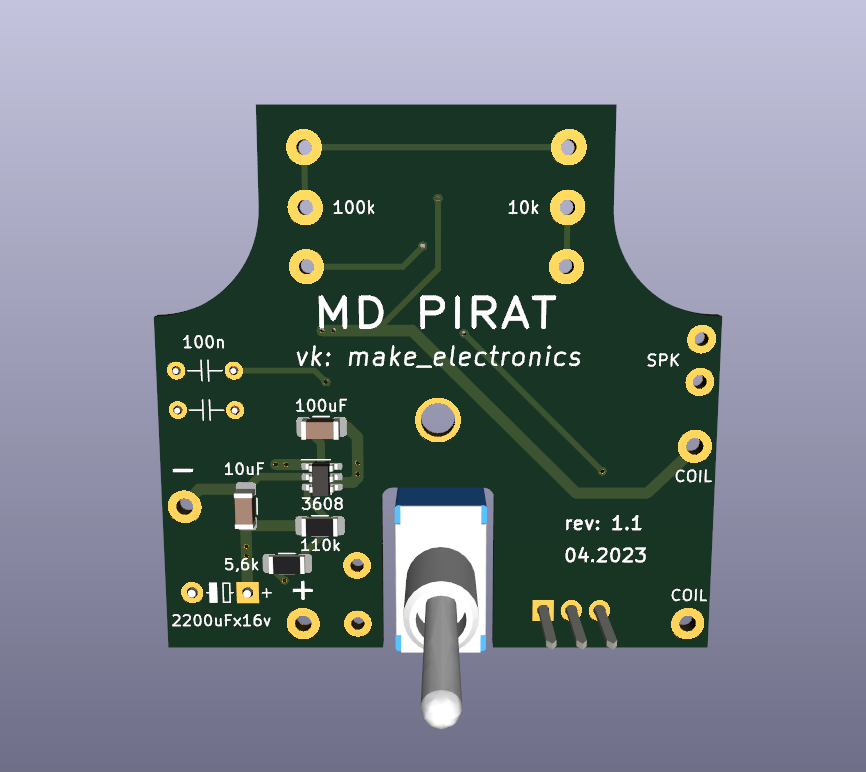 100k
10k
MD PIRAT
vk: make_electronics
100n
SPK
100uF
10uF
COIL
3608
rev: 1.1
110k
04.2023
5,6k
+
+
COIL
2200uFx16v
−